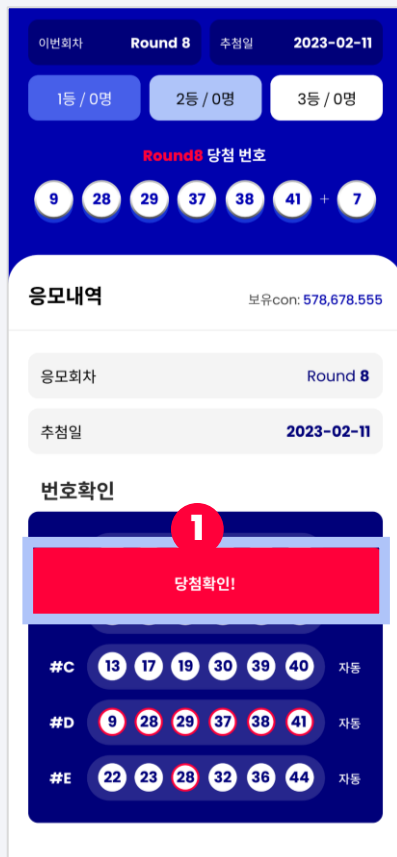 이번회차 Round 8 추첨일 2023-02-11
1등 / 0명 2등 / 0명 3등 / 0명
Round8 당첨 번호
9 28 29 37 38 41 + 7
응모내역 보유con: 578,678.555
응모회차 Round 8
추첨일 2023-02-11
번호확인
1
당첨확인!
#C 13 17 19 30 39 40 자동
#D 9 28 29 37 38 41 자동
#E 22 23 28 32 36 44 자동